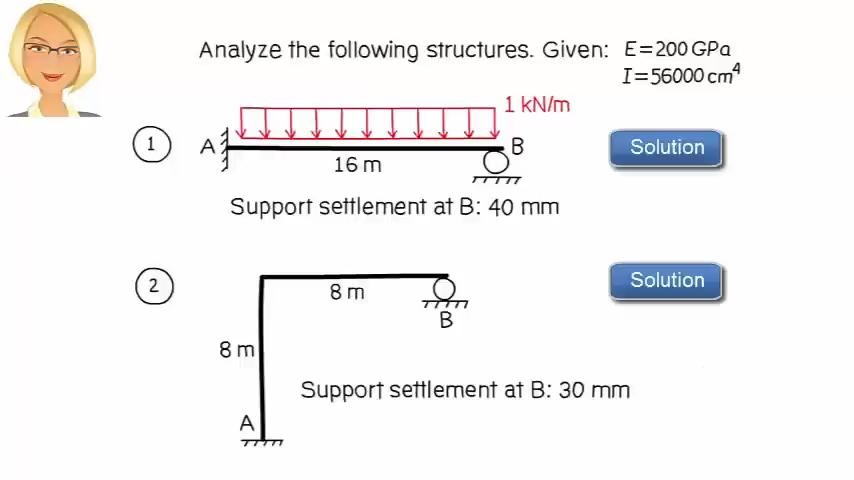 Analyze the following structures. Given: E=200 GPa
I=56000 cm⁴
1 kN/m
1 A B Solution
16 m
Support settlement at B: 40 mm
2 Solution
8 m
B
8 m
Support settlement at B: 30 mm
A